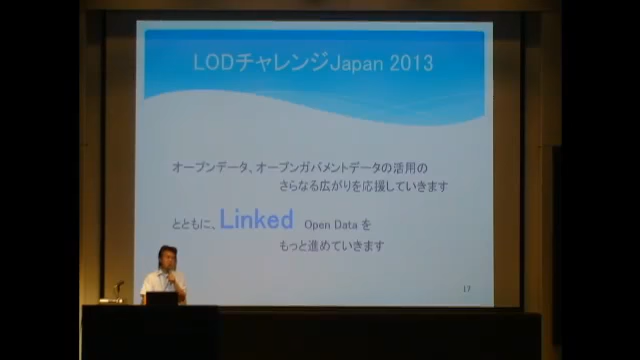 LODチャレンジJapan 2013
オープンデータ、オープンガバメントデータの活用の
さらなる広がりを応援していきます
とともに、Linked Open Data を
もっと進めていきます
17